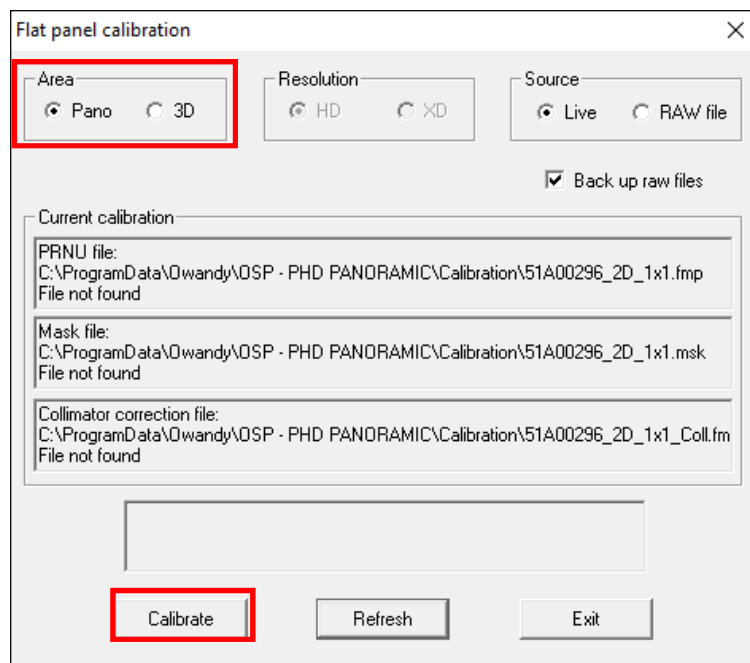 Flat panel calibration
Area
Pano
3D
Resolution
HD
XD
Source
Live
RAW file
Back up raw files
Current calibration
PRNU file:
C:\ProgramData\Owandy\OSP - PHD PANORAMIC\Calibration\51A00296_2D_1x1.fmp
File not found
Mask file:
C:\ProgramData\Owandy\OSP - PHD PANORAMIC\Calibration\51A00296_2D_1x1.msk
File not found
Collimator correction file:
C:\ProgramData\Owandy\OSP - PHD PANORAMIC\Calibration\51A00296_2D_1x1_Coll.fm
File not found
Calibrate
Refresh
Exit